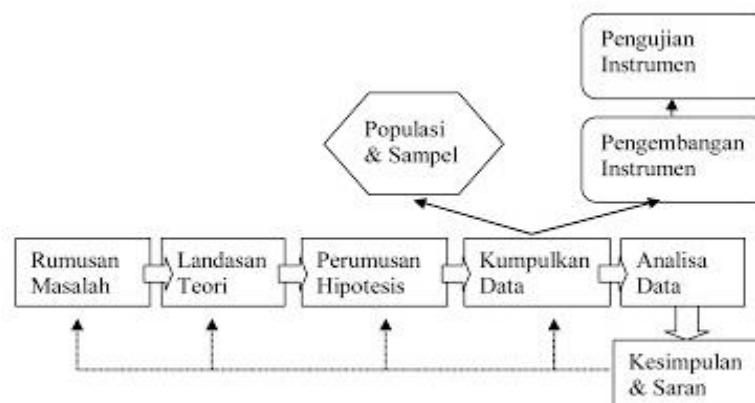 Pengujian
Instrumen
Populasi
& Sampel
Pengembangan
Instrumen
Rumusan
Masalah
Landasan
Teori
Perumusan
Hipotesis
Kumpulkan
Data
Analisa
Data
Kesimpulan
& Saran